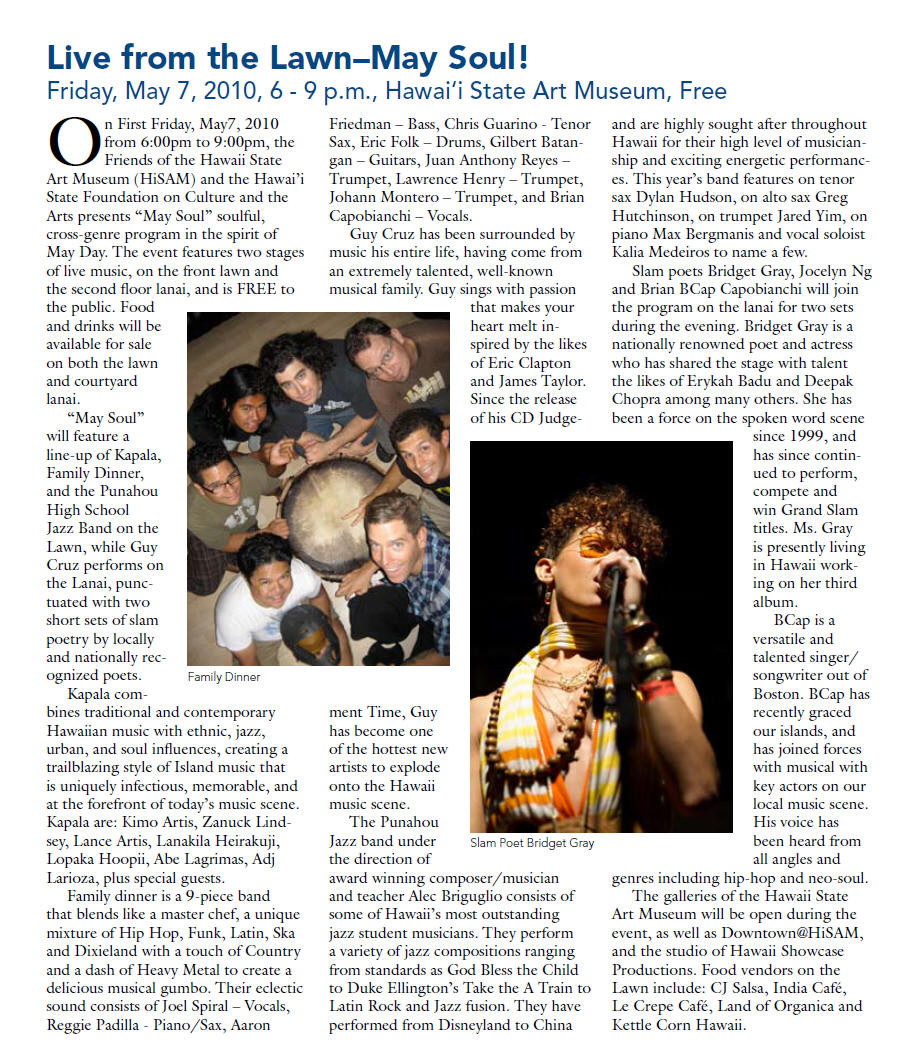 Live from the Lawn–May Soul!
Friday, May 7, 2010, 6 - 9 p.m., Hawai‘i State Art Museum, Free
On First Friday, May7, 2010
from 6:00pm to 9:00pm, the
Friends of the Hawaii State
Art Museum (HiSAM) and the Hawai’i
State Foundation on Culture and the
Arts presents “May Soul” soulful,
cross-genre program in the spirit of
May Day. The event features two stages
of live music, on the front lawn and
the second floor lanai, and is FREE to
the public. Food
and drinks will be
available for sale
on both the lawn
and courtyard
lanai.
“May Soul”
will feature a
line-up of Kapala,
Family Dinner,
and the Punahou
High School
Jazz Band on the
Lawn, while Guy
Cruz performs on
the Lanai, punc-
tuated with two
short sets of slam
poetry by locally
and nationally rec-
ognized poets.
Kapala com-
bines traditional and contemporary
Hawaiian music with ethnic, jazz,
urban, and soul influences, creating a
trailblazing style of Island music that
is uniquely infectious, memorable, and
at the forefront of today’s music scene.
Kapala are: Kimo Artis, Zanuck Lind-
sey, Lance Artis, Lanakila Heirakuji,
Lopaka Hoopii, Abe Lagrimas, Adj
Larioza, plus special guests.
Family dinner is a 9-piece band
that blends like a master chef, a unique
mixture of Hip Hop, Funk, Latin, Ska
and Dixieland with a touch of Country
and a dash of Heavy Metal to create a
delicious musical gumbo. Their eclectic
sound consists of Joel Spiral – Vocals,
Reggie Padilla - Piano/Sax, Aaron
Friedman – Bass, Chris Guarino - Tenor
Sax, Eric Folk – Drums, Gilbert Batan-
gan – Guitars, Juan Anthony Reyes –
Trumpet, Lawrence Henry – Trumpet,
Johann Montero – Trumpet, and Brian
Capobianchi – Vocals.
Guy Cruz has been surrounded by
music his entire life, having come from
an extremely talented, well-known
musical family. Guy sings with passion
that makes your
heart melt in-
spired by the likes
of Eric Clapton
and James Taylor.
Since the release
of his CD Judge-
Family Dinner
ment Time, Guy
has become one
of the hottest new
artists to explode
onto the Hawaii
music scene.
The Punahou
Jazz band under
the direction of
award winning composer/musician
and teacher Alec Briguglio consists of
some of Hawaii’s most outstanding
jazz student musicians. They perform
a variety of jazz compositions ranging
from standards as God Bless the Child
to Duke Ellington’s Take the A Train to
Latin Rock and Jazz fusion. They have
performed from Disneyland to China
and are highly sought after throughout
Hawaii for their high level of musician-
ship and exciting energetic performanc-
es. This year’s band features on tenor
sax Dylan Hudson, on alto sax Greg
Hutchinson, on trumpet Jared Yim, on
piano Max Bergmanis and vocal soloist
Kalia Medeiros to name a few.
Slam poets Bridget Gray, Jocelyn Ng
and Brian BCap Capobianchi will join
the program on the lanai for two sets
during the evening. Bridget Gray is a
nationally renowned poet and actress
who has shared the stage with talent
the likes of Erykah Badu and Deepak
Chopra among many others. She has
been a force on the spoken word scene
since 1999, and
has since contin-
ued to perform,
compete and
win Grand Slam
titles. Ms. Gray
is presently living
in Hawaii work-
ing on her third
album.
BCap is a
versatile and
talented singer/
songwriter out of
Boston. BCap has
recently graced
our islands, and
has joined forces
with musical with
key actors on our
local music scene.
His voice has
been heard from
all angles and
Slam Poet Bridget Gray
genres including hip-hop and neo-soul.
The galleries of the Hawaii State
Art Museum will be open during the
event, as well as Downtown@HiSAM,
and the studio of Hawaii Showcase
Productions. Food vendors on the
Lawn include: CJ Salsa, India Café,
Le Crepe Café, Land of Organica and
Kettle Corn Hawaii.